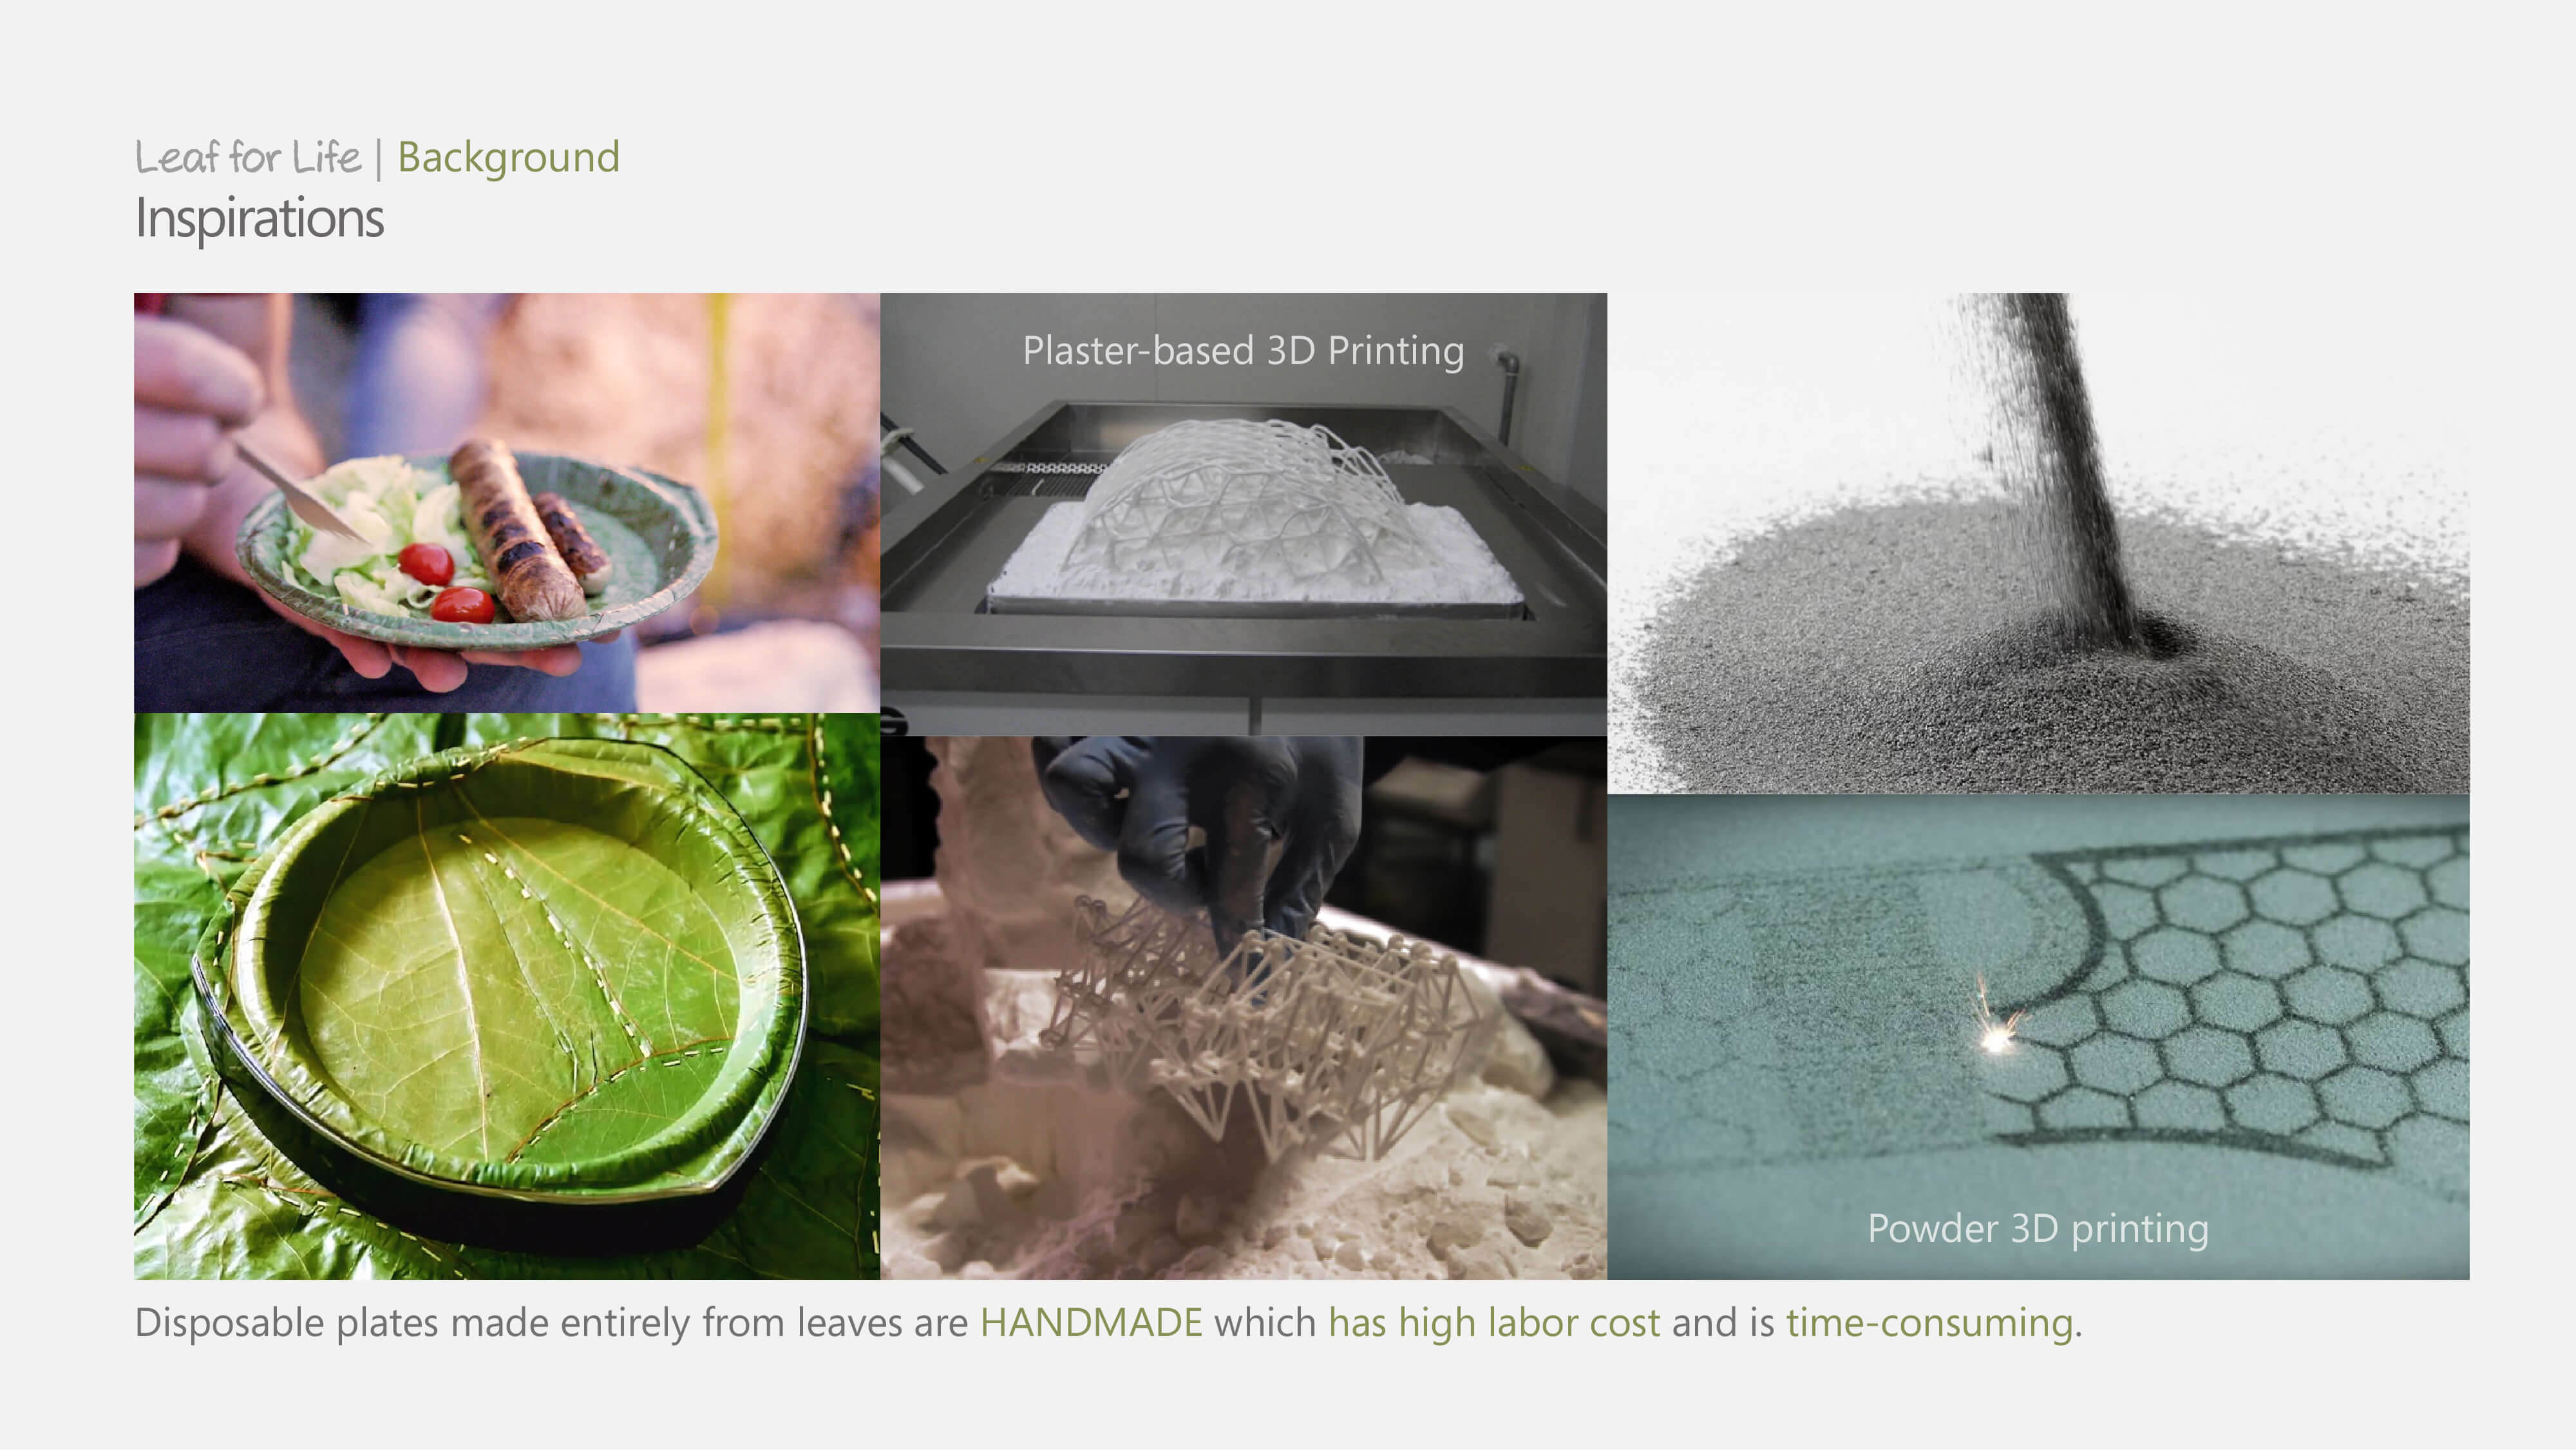 Leaf for Life | Background
Inspirations
Plaster-based 3D Printing
Powder 3D printing
Disposable plates made entirely from leaves are HANDMADE which has high labor cost and is time-consuming.